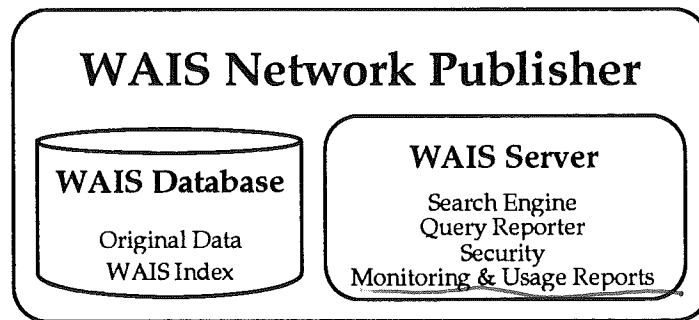 WAIS Network Publisher
WAIS Database
Original Data
WAIS Index
WAIS Server
Search Engine
Query Reporter
Security
Monitoring & Usage Reports